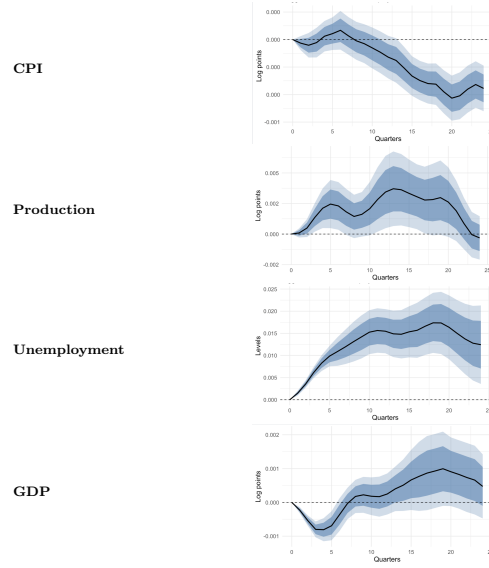 CPI
Log points
0.000
0.000
0.000
0.000
-0.001
0 5 10 15 20 25
Quarters
Production
Log points
0.005
0.002
0.000
-0.002
0 5 10 15 20 25
Quarters
Unemployment
Levels
0.025
0.020
0.015
0.010
0.005
0.000
0 5 10 15 20
Quarters
GDP
Log points
0.002
0.001
0.000
-0.001
0 5 10 15 20
Quarters